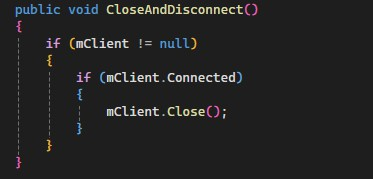 public void CloseAndDisconnect()
{
    if (mClient != null)
    {
        if (mClient.Connected)
        {
            mClient.Close();
        }
    }
}